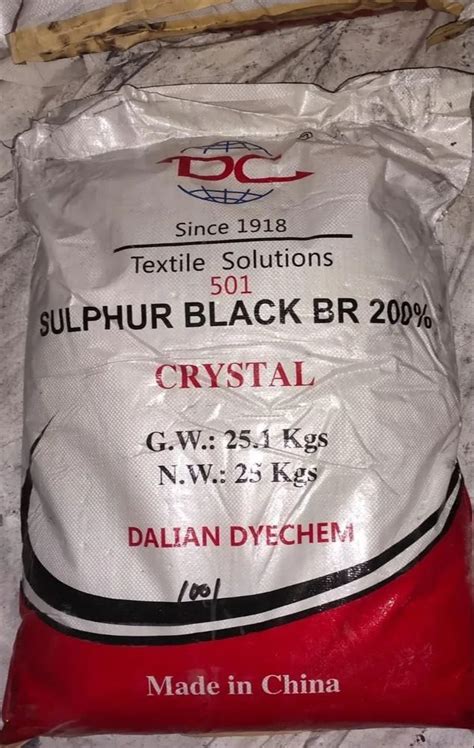 DC ®
Since 1918
Textile Solutions
501
SULPHUR BLACK BR 200%
CRYSTAL
G.W.: 25.1 Kgs
N.W.: 25 Kgs
DALIAN DYECHEM
1001
Made in China